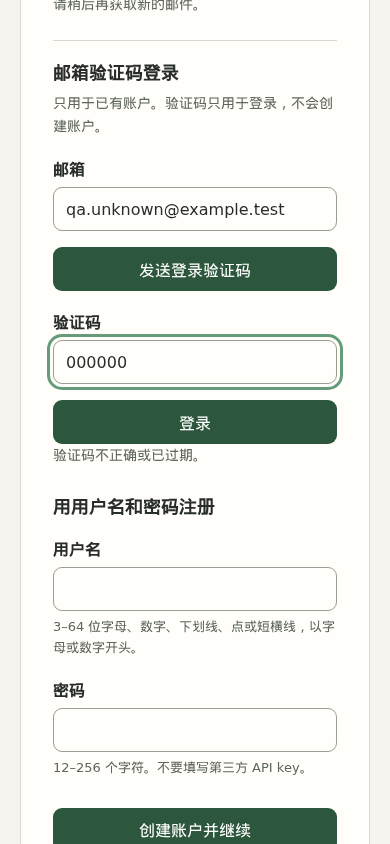 请稍后再获取新的邮件。
邮箱验证码登录
只用于已有账户。验证码只用于登录，不会创
建账户。
邮箱
qa.unknown@example.test
发送登录验证码
验证码
000000
登录
验证码不正确或已过期。
用用户名和密码注册
用户名
3–64 位字母、数字、下划线、点或短横线，以字
母或数字开头。
密码
12–256 个字符。不要填写第三方 API key。
创建账户并继续